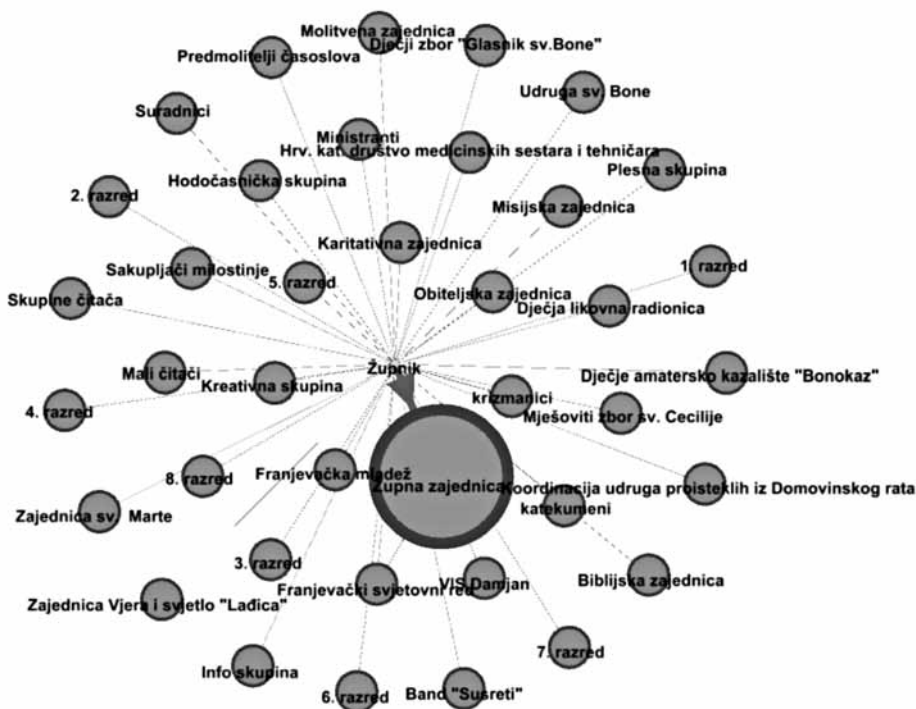 Molitvena zajednica
Dječji zbor "Glasnik sv.Bone"
Predmolitelji časoslova
Udruga sv. Bone
Suradnici
Ministranti
Hrv. kat. društvo medicinskih sestara i tehničara
Plesna skupina
Hodočasnička skupina
2. razred
Misijska zajednica
Karitativna zajednica
1. razred
Sakupljači milostinje
5. razred
Obiteljska zajednica
Skupine čitača
Dječja likovna radionica
Župnik
Mali čitači
Dječje amatersko kazalište "Bonokaz"
Kreativna skupina
krizmanici
4. razred
Mješoviti zbor sv. Cecilije
Franjevačka mladež
8. razred
Župna zajednica
Koordinacija udruga proisteklih iz Domovinskog rata
katekumeni
Zajednica sv. Marte
3. razred
Biblijska zajednica
Franjevački svjetovni red
VIS Damjan
Zajednica Vjera i svjetlo "Lađica"
7. razred
Info skupina
6. razred
Band "Susreti"